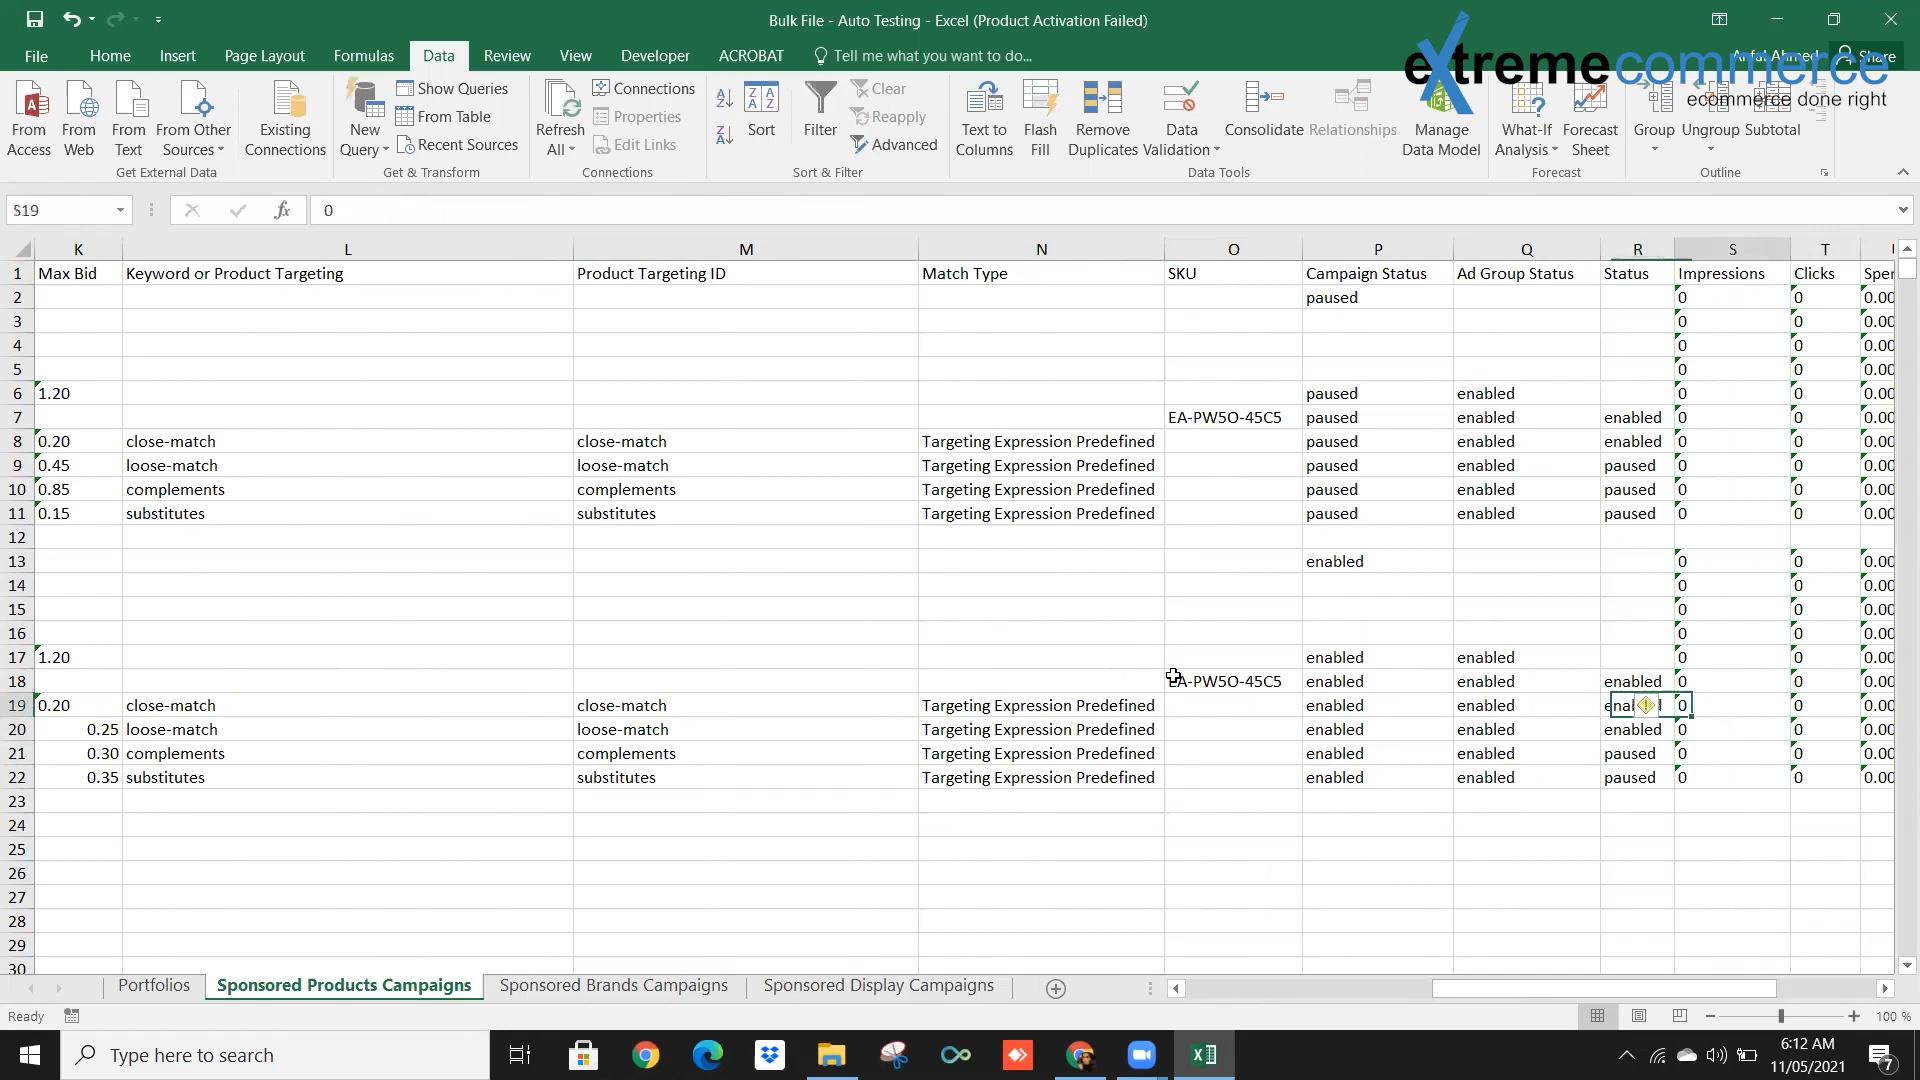 Bulk File - Auto Testing - Excel (Product Activation Failed)
File Home Insert Page Layout Formulas Data Review View Developer ACROBAT Tell me what you want to do... Share
extremecommerce
ecommerce done right
From Access
From Web
From Text
From Other Sources
Existing Connections
Get External Data
New Query
Show Queries
From Table
Recent Sources
Get & Transform
Refresh All
Connections
Properties
Edit Links
Connections
Sort
Filter
Clear
Reapply
Advanced
Sort & Filter
Text to Columns
Flash Fill
Remove Duplicates
Data Validation
Consolidate
Relationships
Manage Data Model
Data Tools
What-If Analysis
Forecast Sheet
Forecast
Group
Ungroup
Subtotal
Outline
S19 fx 0
K L M N O P Q R S T
1 Max Bid Keyword or Product Targeting Product Targeting ID Match Type SKU Campaign Status Ad Group Status Status Impressions Clicks
2 paused 0 0 0.00
3 0 0 0.00
4 0 0 0.00
5 0 0 0.00
6 1.20 paused enabled 0 0 0.00
7 EA-PW5O-45C5 paused enabled enabled 0 0 0.00
8 0.20 close-match close-match Targeting Expression Predefined paused enabled enabled 0 0 0.00
9 0.45 loose-match loose-match Targeting Expression Predefined paused enabled paused 0 0 0.00
10 0.85 complements complements Targeting Expression Predefined paused enabled paused 0 0 0.00
11 0.15 substitutes substitutes Targeting Expression Predefined paused enabled paused 0 0 0.00
12
13 enabled 0 0 0.00
14 0 0 0.00
15 0 0 0.00
16 0 0 0.00
17 1.20 enabled enabled 0 0 0.00
18 EA-PW5O-45C5 enabled enabled enabled 0 0 0.00
19 0.20 close-match close-match Targeting Expression Predefined enabled enabled 0 0 0.00
20 0.25 loose-match loose-match Targeting Expression Predefined enabled enabled enabled 0 0 0.00
21 0.30 complements complements Targeting Expression Predefined enabled enabled paused 0 0 0.00
22 0.35 substitutes substitutes Targeting Expression Predefined enabled enabled paused 0 0 0.00
23
24
25
26
27
28
29
30
Portfolios Sponsored Products Campaigns Sponsored Brands Campaigns Sponsored Display Campaigns
Ready 100 %
Type here to search
6:12 AM
11/05/2021
7